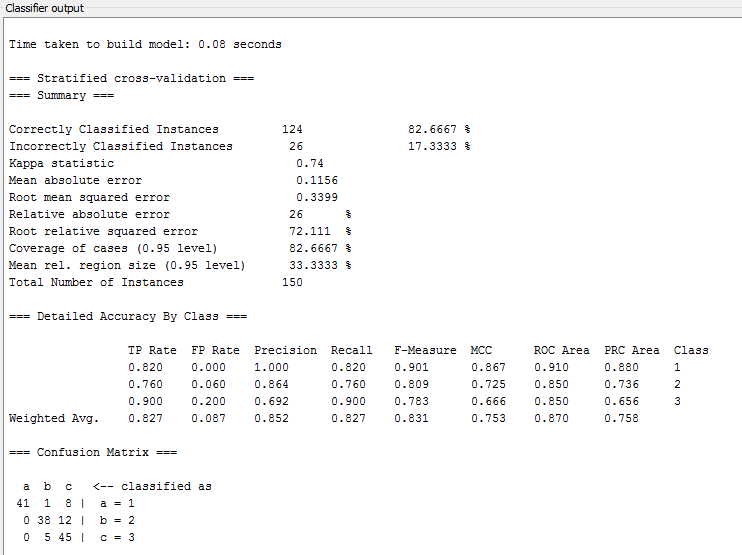 Classifier output
Time taken to build model: 0.08 seconds
=== Stratified cross-validation ===
=== Summary ===
Correctly Classified Instances 124 82.6667 %
Incorrectly Classified Instances 26 17.3333 %
Kappa statistic 0.74
Mean absolute error 0.1156
Root mean squared error 0.3399
Relative absolute error 26 %
Root relative squared error 72.111 %
Coverage of cases (0.95 level) 82.6667 %
Mean rel. region size (0.95 level) 33.3333 %
Total Number of Instances 150
=== Detailed Accuracy By Class ===
TP Rate FP Rate Precision Recall F-Measure MCC ROC Area PRC Area Class
0.820 0.000 1.000 0.820 0.901 0.867 0.910 0.880 1
0.760 0.060 0.864 0.760 0.809 0.725 0.850 0.736 2
0.900 0.200 0.692 0.900 0.783 0.666 0.850 0.656 3
Weighted Avg. 0.827 0.087 0.852 0.827 0.831 0.753 0.870 0.758
=== Confusion Matrix ===
a b c <-- classified as
41 1 8 | a = 1
0 38 12 | b = 2
0 5 45 | c = 3